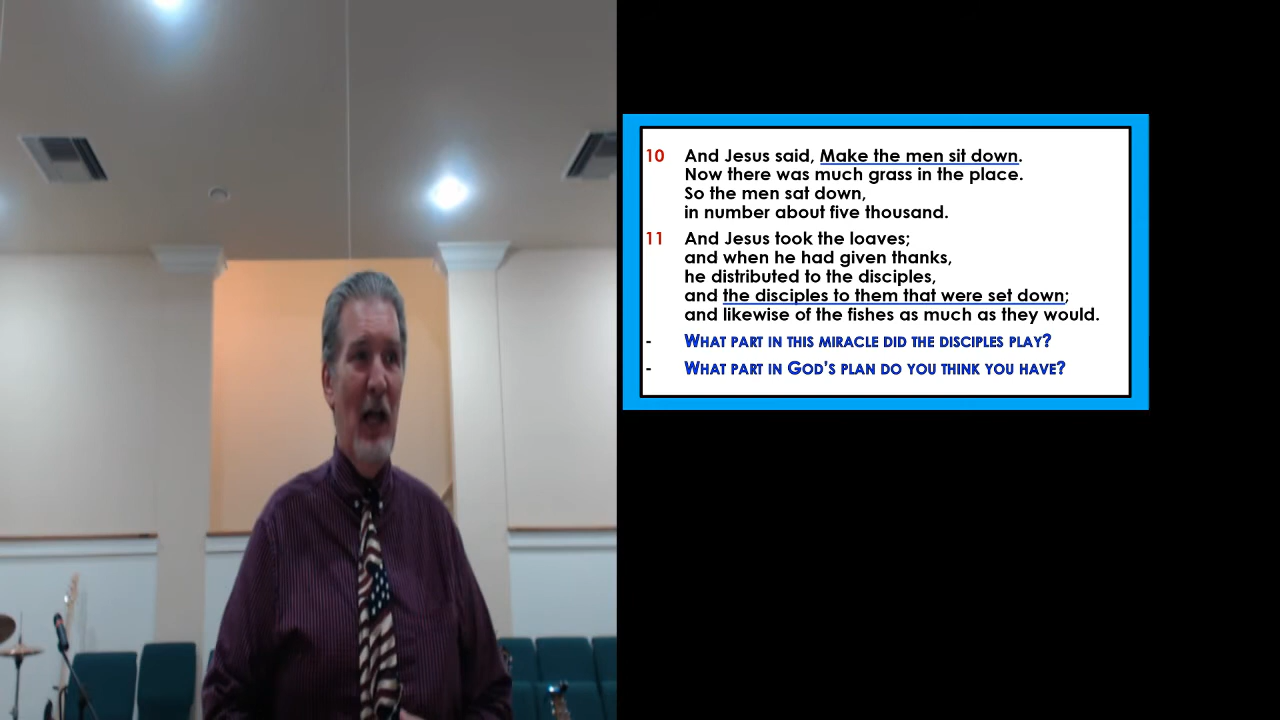 10 And Jesus said, Make the men sit down.
Now there was much grass in the place.
So the men sat down,
in number about five thousand.
11 And Jesus took the loaves;
and when he had given thanks,
he distributed to the disciples,
and the disciples to them that were set down;
and likewise of the fishes as much as they would.
- What part in this miracle did the disciples play?
- What part in God's plan do you think you have?